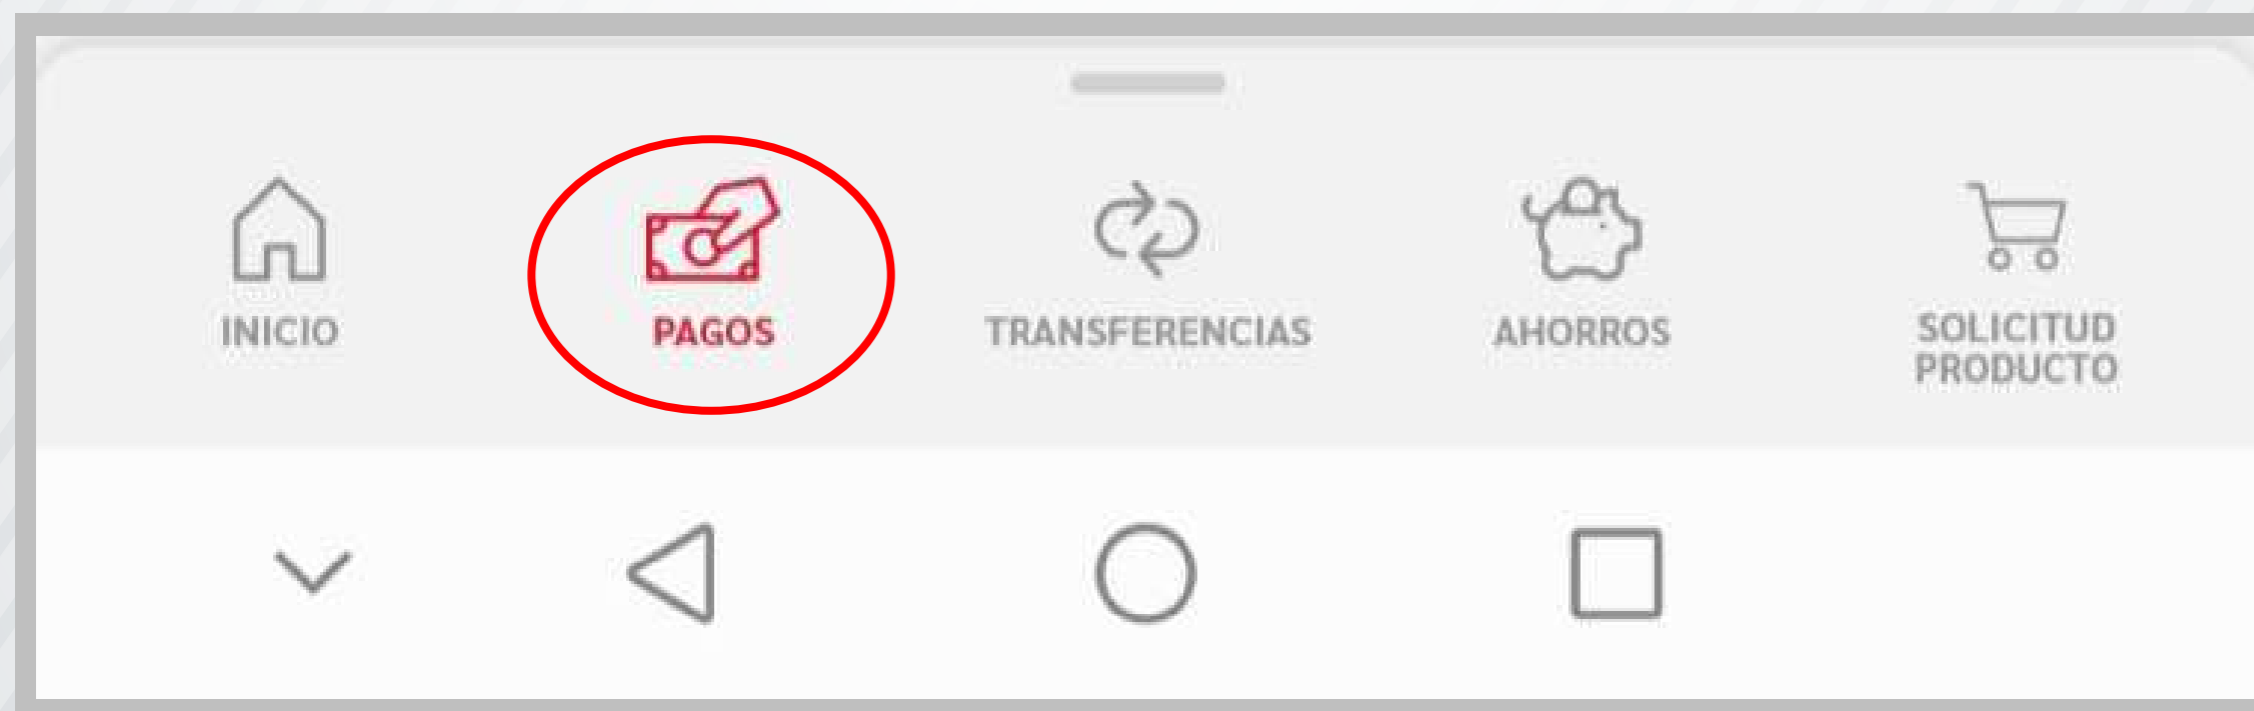 INICIO
PAGOS
TRANSFERENCIAS
AHORROS
SOLICITUD
PRODUCTO